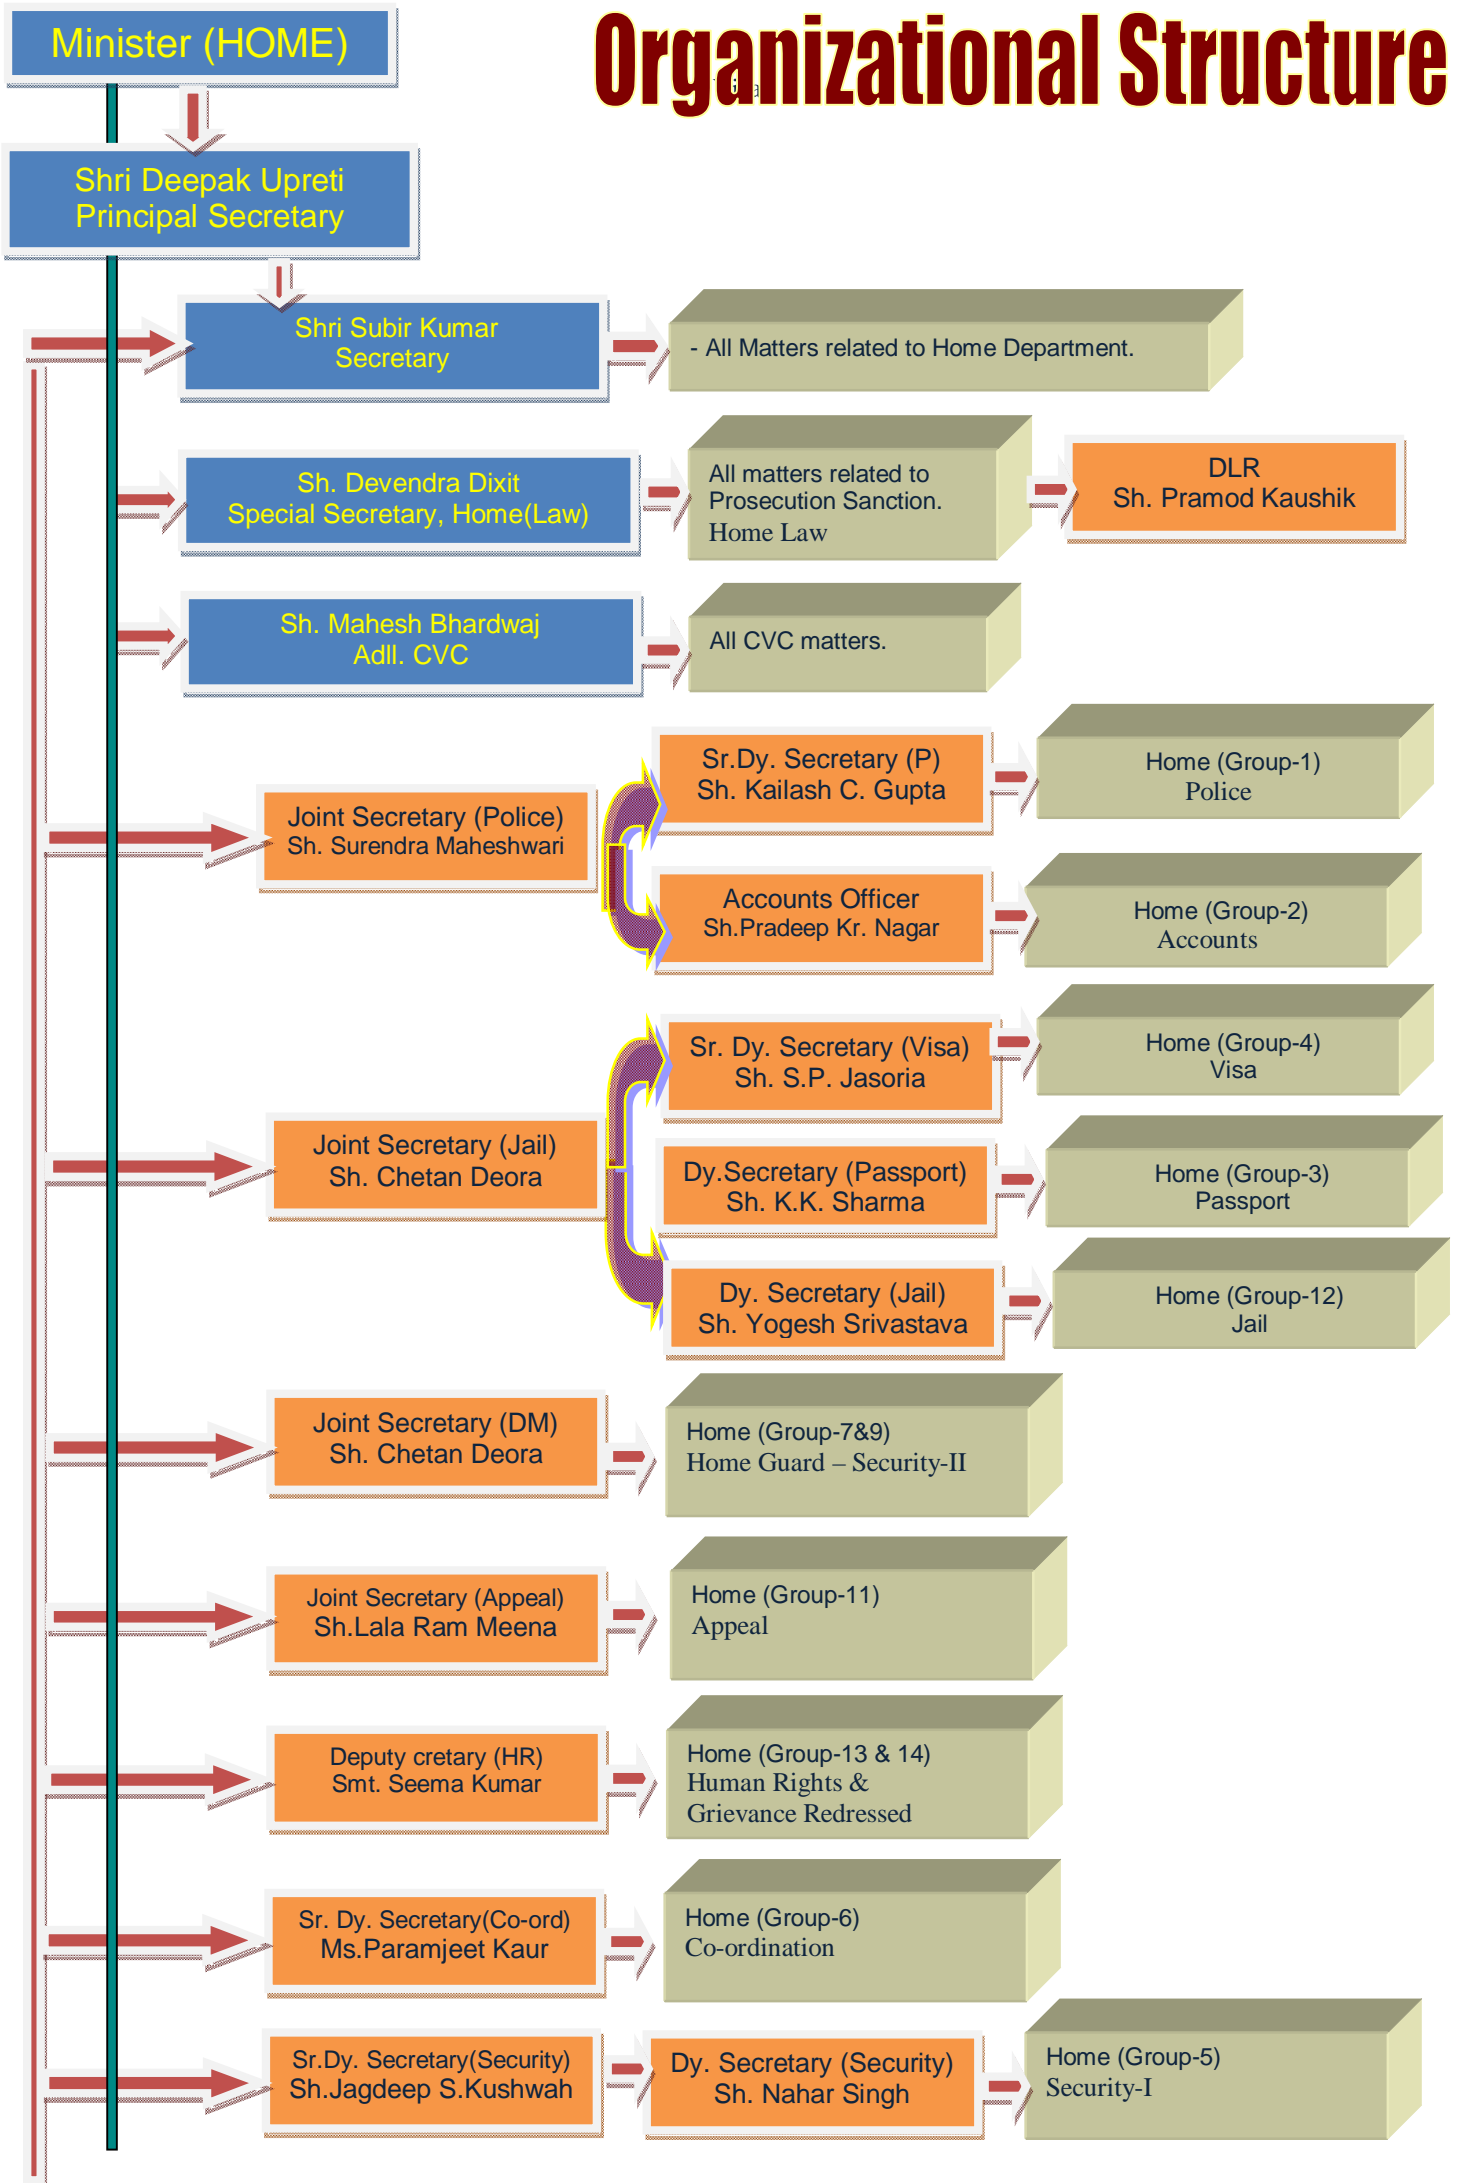 Organizational Structure
Minister (HOME)
Shri Deepak Upreti
Principal Secretary
Shri Subir Kumar
Secretary
- All Matters related to Home Department.
Sh. Devendra Dixit
Special Secretary, Home(Law)
All matters related to
Prosecution Sanction.
Home Law
DLR
Sh. Pramod Kaushik
Sh. Mahesh Bhardwaj
Adll. CVC
All CVC matters.
Joint Secretary (Police)
Sh. Surendra Maheshwari
Sr.Dy. Secretary (P)
Sh. Kailash C. Gupta
Home (Group-1)
Police
Accounts Officer
Sh.Pradeep Kr. Nagar
Home (Group-2)
Accounts
Joint Secretary (Jail)
Sh. Chetan Deora
Sr. Dy. Secretary (Visa)
Sh. S.P. Jasoria
Home (Group-4)
Visa
Dy.Secretary (Passport)
Sh. K.K. Sharma
Home (Group-3)
Passport
Dy. Secretary (Jail)
Sh. Yogesh Srivastava
Home (Group-12)
Jail
Joint Secretary (DM)
Sh. Chetan Deora
Home (Group-7&9)
Home Guard – Security-II
Joint Secretary (Appeal)
Sh.Lala Ram Meena
Home (Group-11)
Appeal
Deputy cretary (HR)
Smt. Seema Kumar
Home (Group-13 & 14)
Human Rights &
Grievance Redressed
Sr. Dy. Secretary(Co-ord)
Ms.Paramjeet Kaur
Home (Group-6)
Co-ordination
Sr.Dy. Secretary(Security)
Sh.Jagdeep S.Kushwah
Dy. Secretary (Security)
Sh. Nahar Singh
Home (Group-5)
Security-I